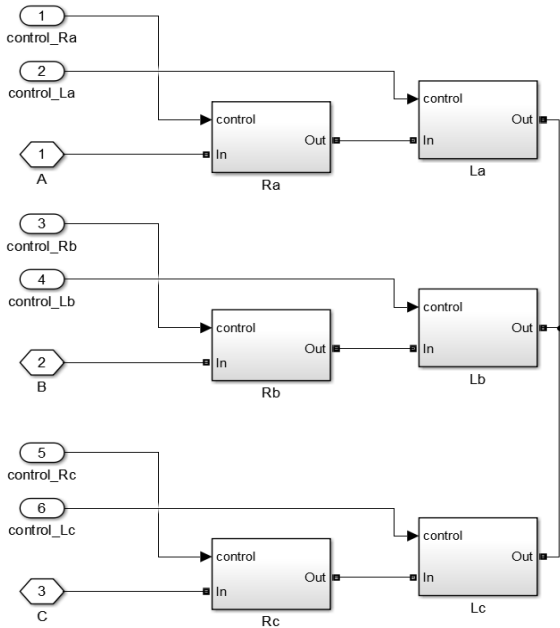 1
control_Ra
2
control_La
control
Out
In
La
control
Out
In
Ra
1
A
3
control_Rb
4
control_Lb
control
Out
In
Lb
control
Out
In
Rb
2
B
5
control_Rc
6
control_Lc
control
Out
In
Lc
control
Out
In
Rc
3
C